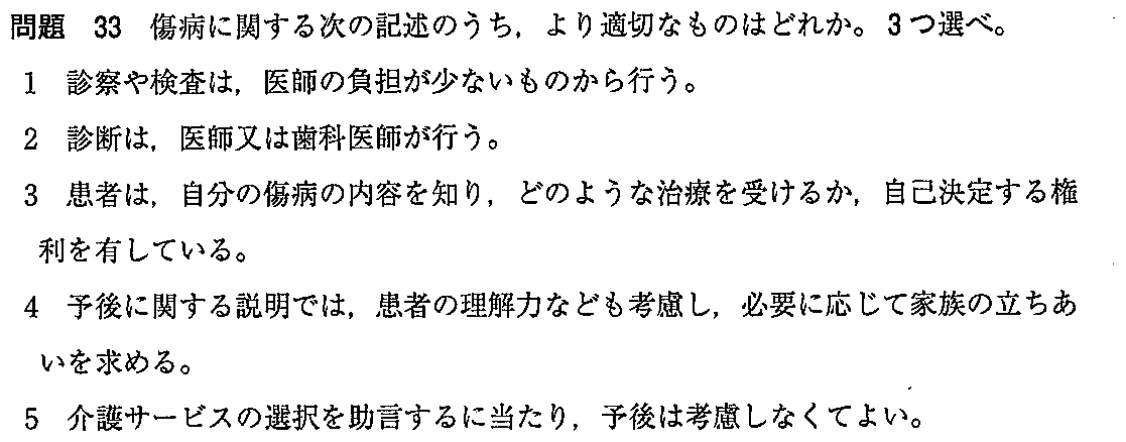 問題　33　傷病に関する次の記述のうち，より適切なものはどれか。3つ選べ。
1　診察や検査は，医師の負担が少ないものから行う。
2　診断は，医師又は歯科医師が行う。
3　患者は，自分の傷病の内容を知り，どのような治療を受けるか，自己決定する権
利を有している。
4　予後に関する説明では，患者の理解力なども考慮し，必要に応じて家族の立ちあ
いを求める。
5　介護サービスの選択を助言するに当たり，予後は考慮しなくてよい。